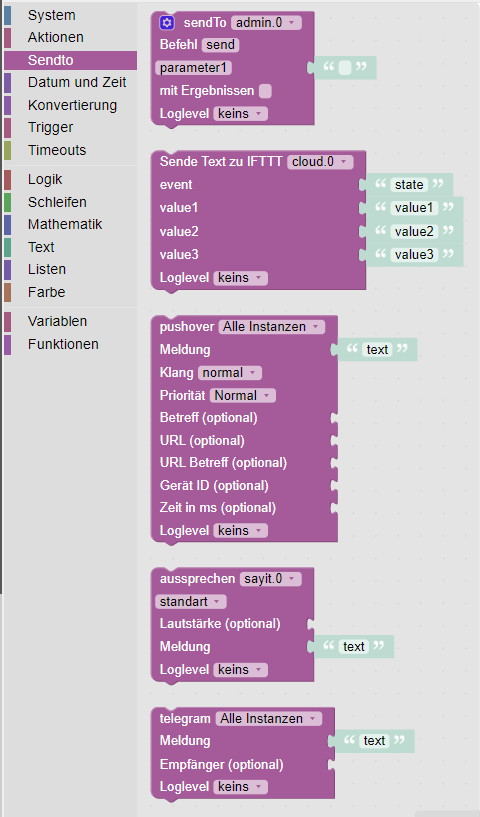 System
Aktionen
Sendto
Datum und Zeit
Konvertierung
Trigger
Timeouts
Logik
Schleifen
Mathematik
Text
Listen
Farbe
Variablen
Funktionen
sendTo admin.0
Befehl send
parameter1 “ ”
mit Ergebnissen
Loglevel keins
Sende Text zu IFTTT cloud.0
event “ state ”
value1 “ value1 ”
value2 “ value2 ”
value3 “ value3 ”
Loglevel keins
pushover Alle Instanzen
Meldung “ text ”
Klang normal
Priorität Normal
Betreff (optional)
URL (optional)
URL Betreff (optional)
Gerät ID (optional)
Zeit in ms (optional)
Loglevel keins
aussprechen sayit.0
standart
Lautstärke (optional)
Meldung “ text ”
Loglevel keins
telegram Alle Instanzen
Meldung “ text ”
Empfänger (optional)
Loglevel keins